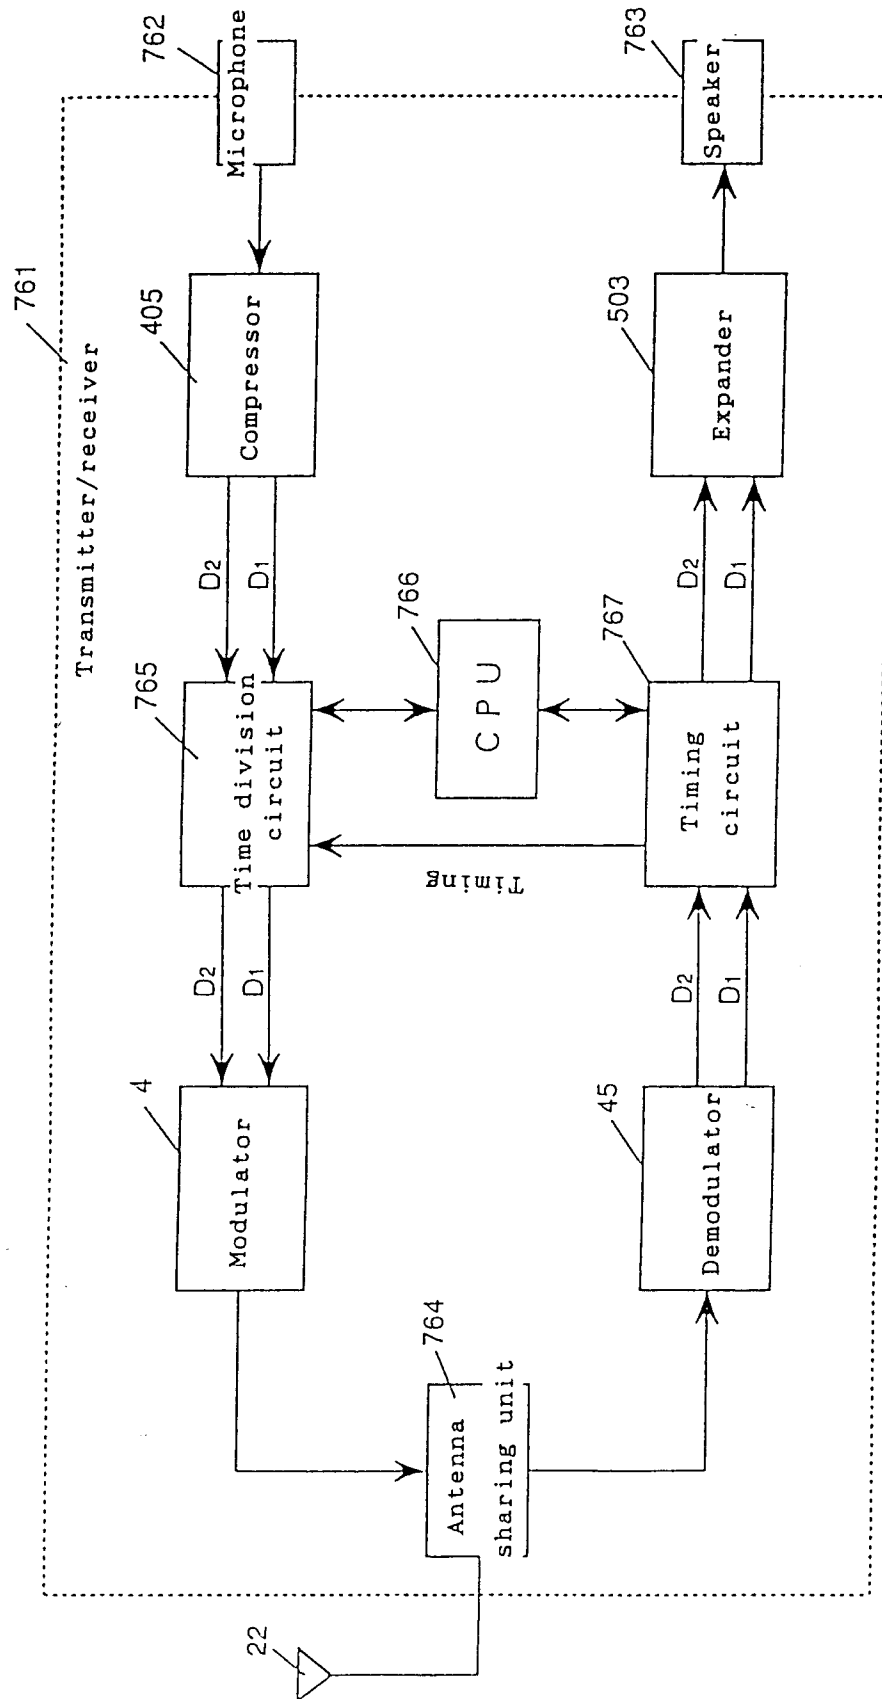 761
Transmitter/receiver
22
764
Antenna
sharing unit
4
Modulator
D2
D1
765
Time division
circuit
D2
D1
405
Compressor
762
Microphone
Timing
766
CPU
45
Demodulator
D2
D1
767
Timing
circuit
D2
D1
503
Expander
763
Speaker